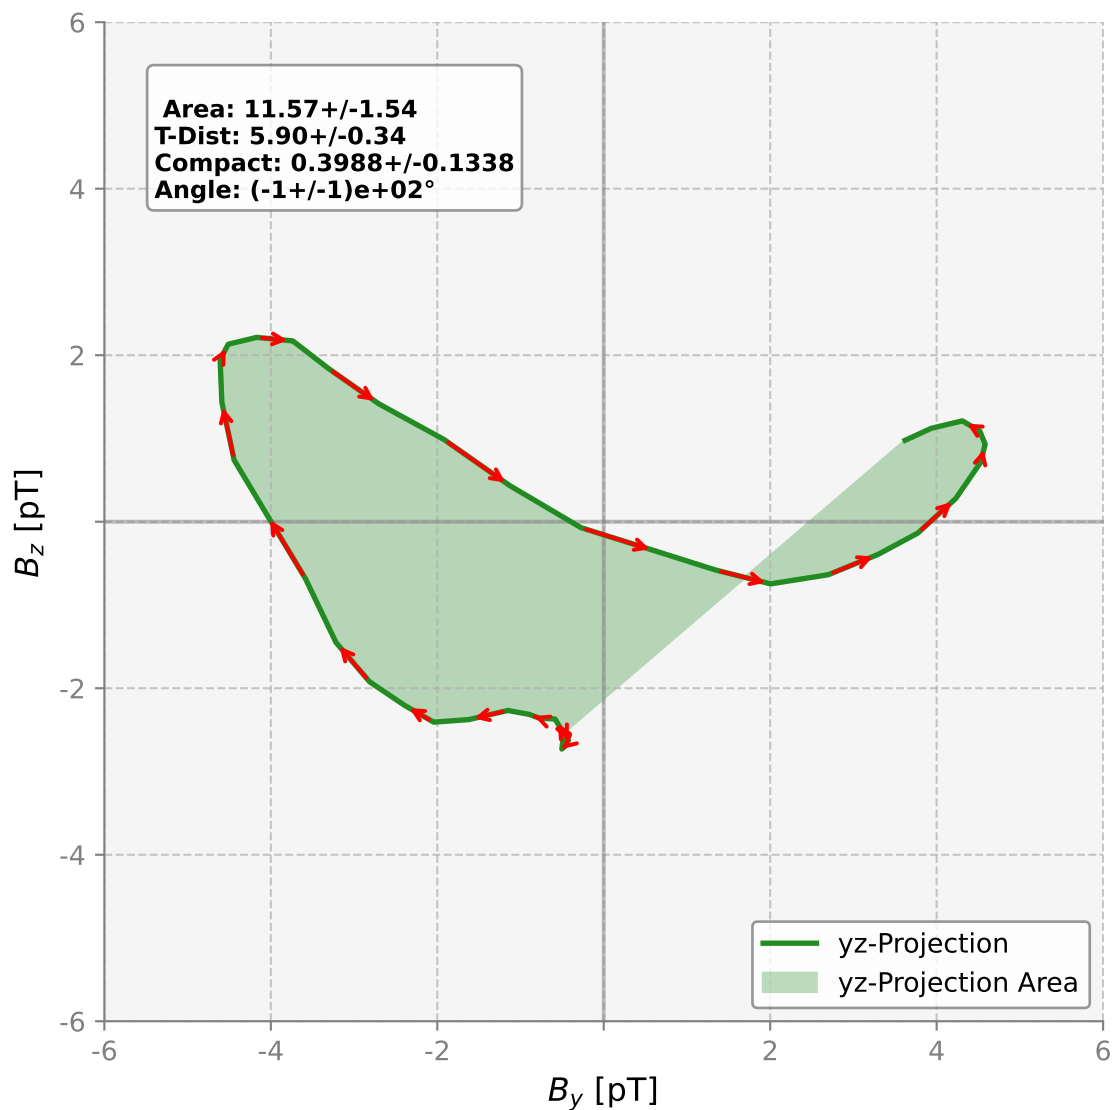 6
4
2
-2
-4
-6
-6
-4
-2
0
2
4
6
B_z [pT]
B_y [pT]
Area: 11.57+/-1.54
T-Dist: 5.90+/-0.34
Compact: 0.3988+/-0.1338
Angle: (-1+/-1)e+02°
yz-Projection
yz-Projection Area